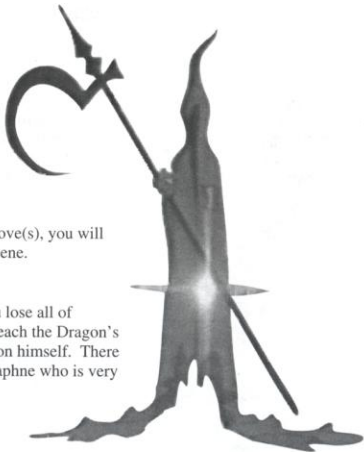 ove(s), you will
ene.
lose all of
each the Dragon's
on himself. There
aphne who is very